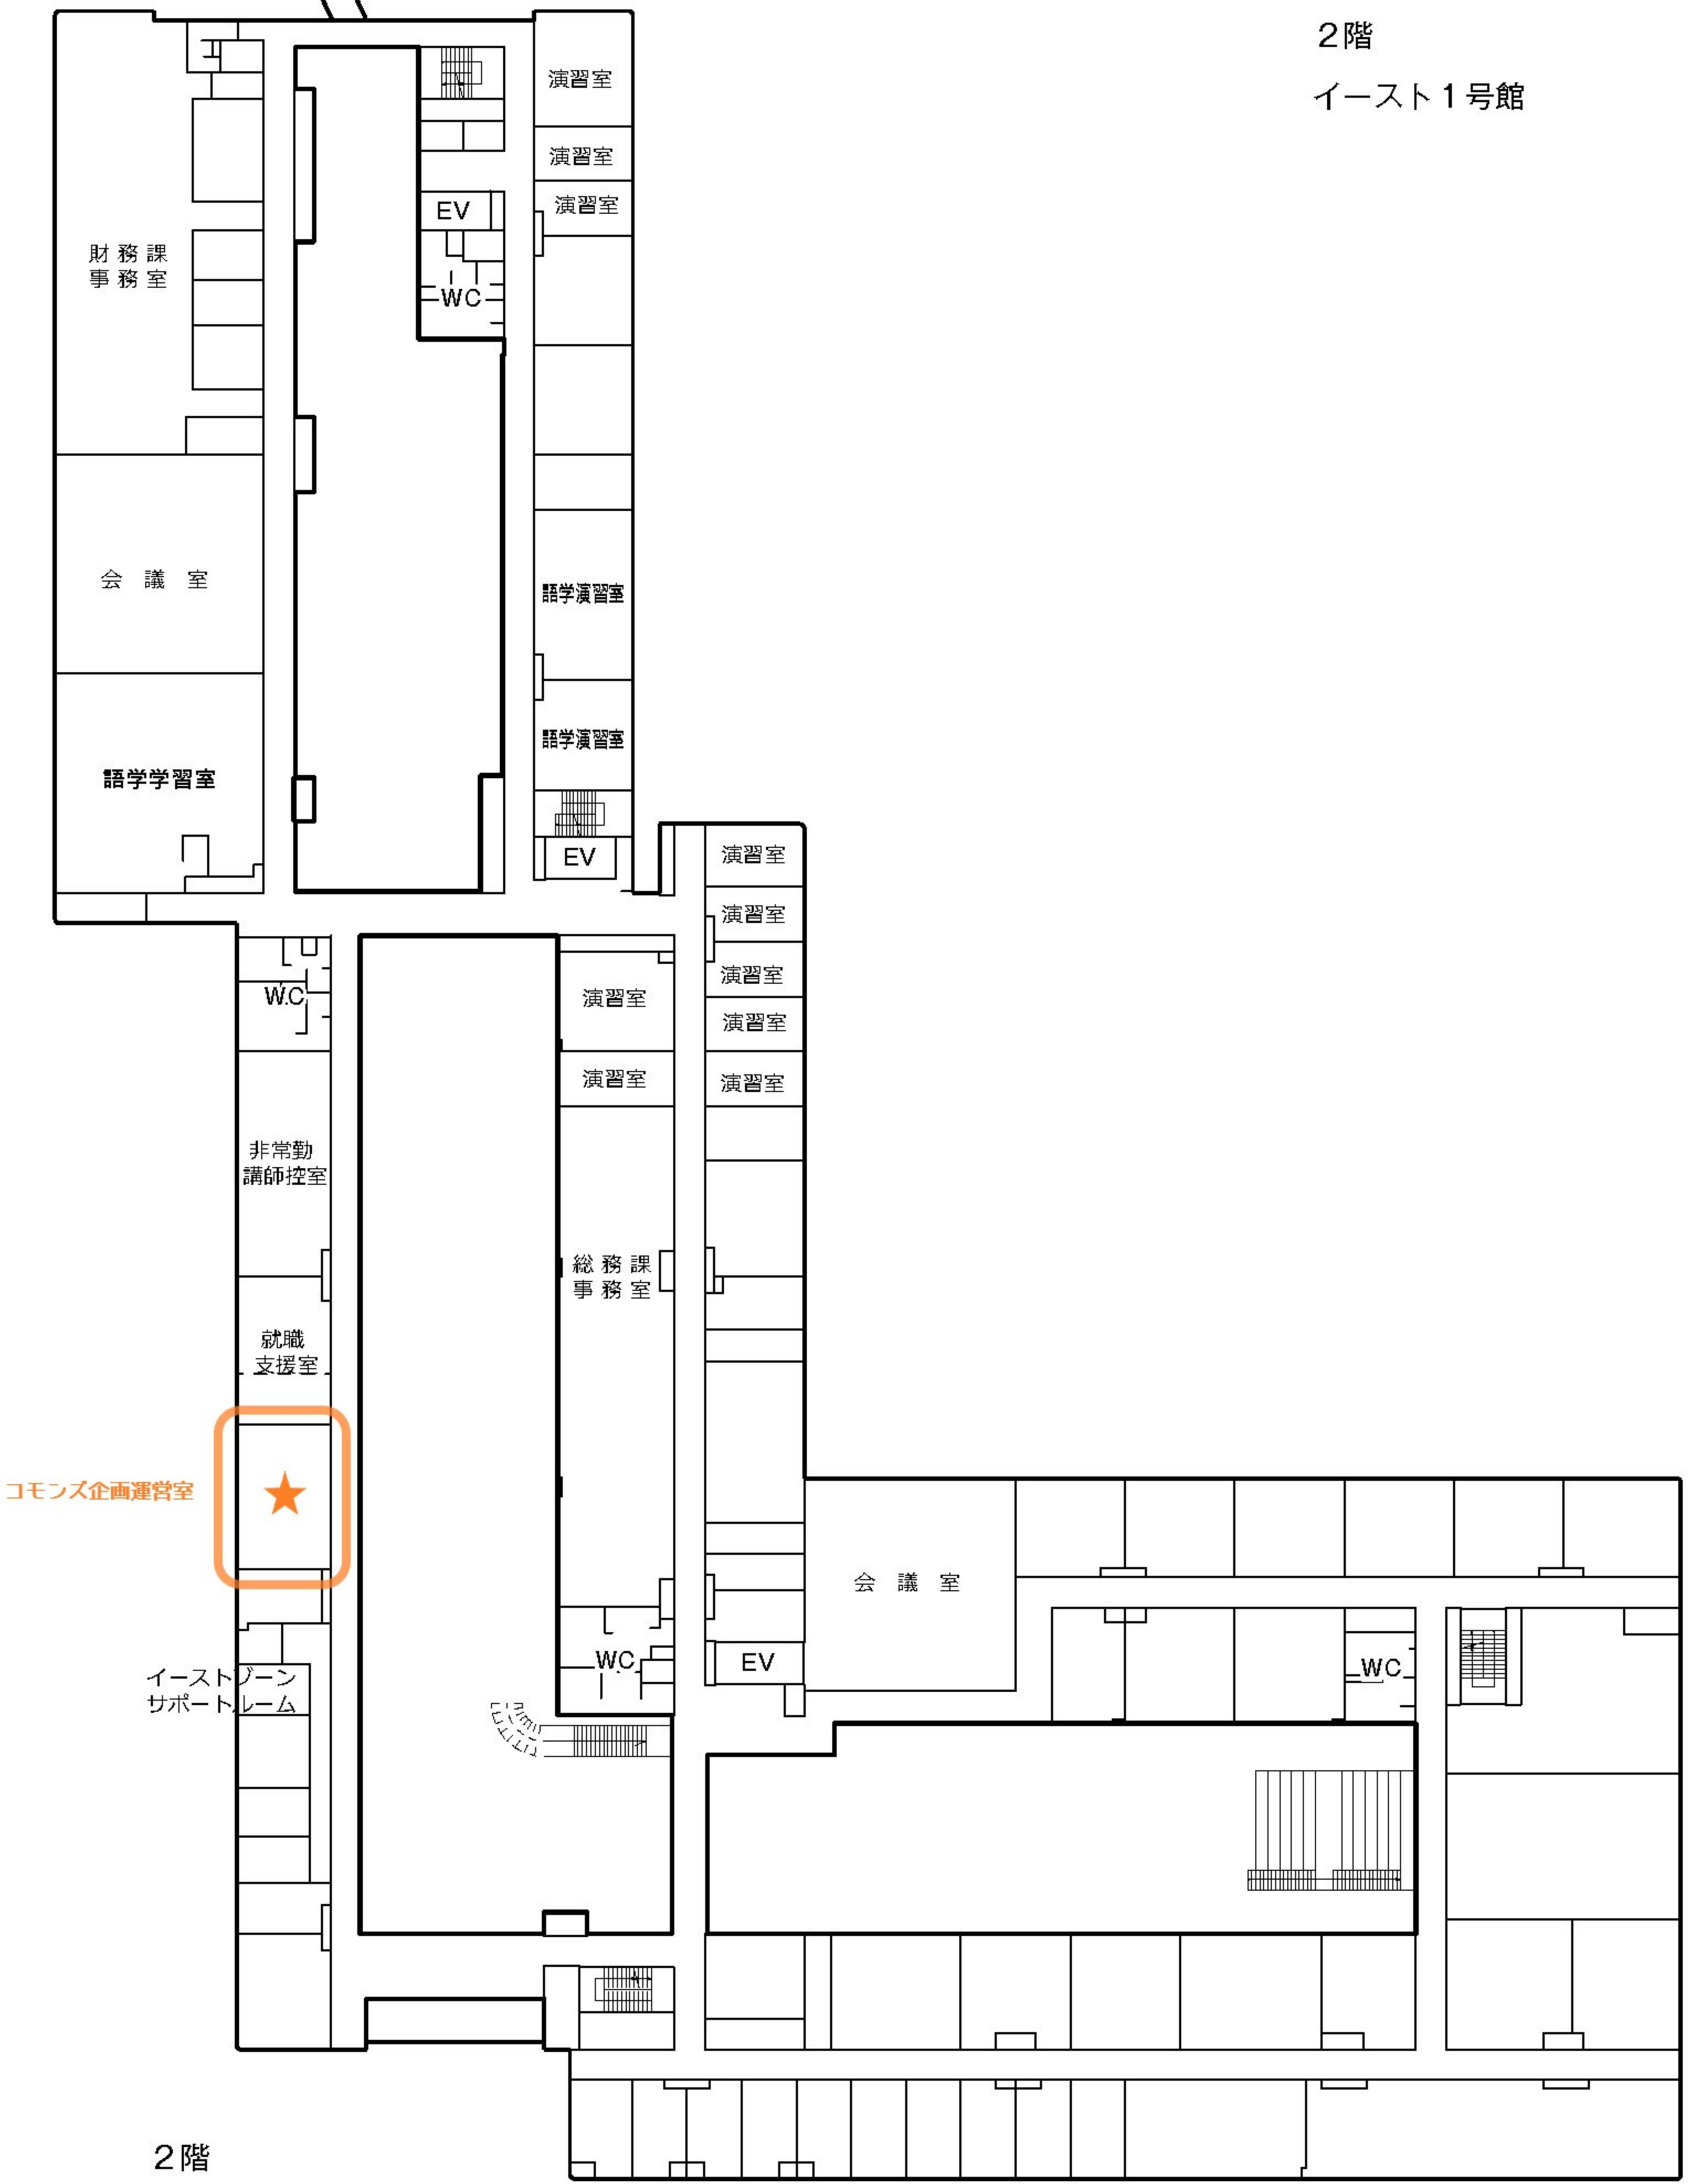 ２階
イースト１号館
演習室
演習室
演習室
EV
財務課
事務室
WC
会議室
語学演習室
語学演習室
語学学習室
EV
演習室
演習室
演習室
演習室
演習室
W.C
演習室
演習室
非常勤
講師控室
総務課
事務室
就職
支援室
コモンズ企画運営室
会議室
WC
EV
WC
イーストゾーン
サポートルーム
２階